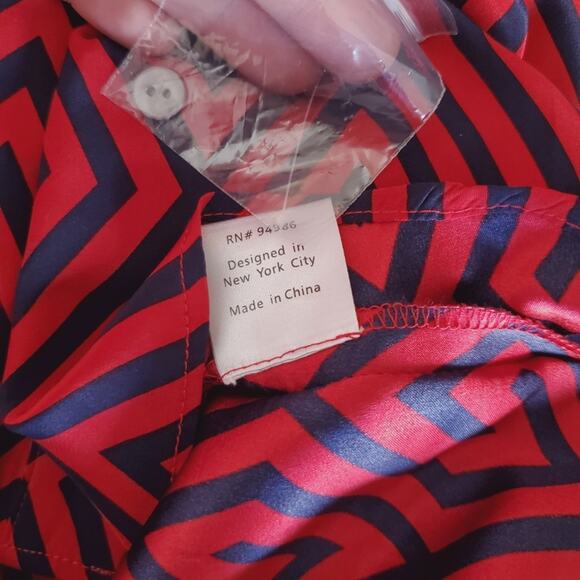 RN# 94986
Designed in
New York City
Made in China